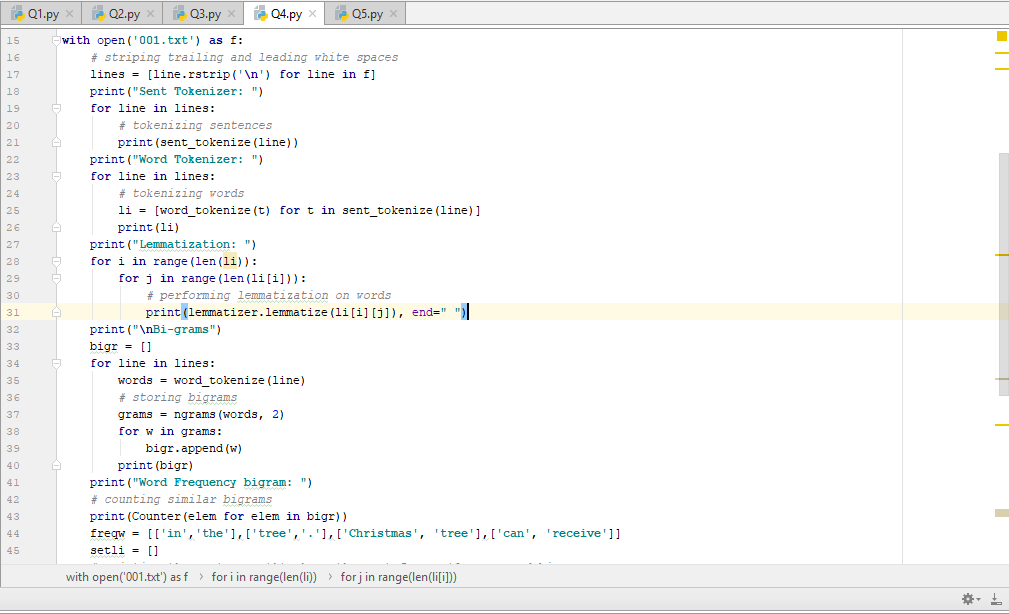 Q1.py Q2.py Q3.py Q4.py Q5.py
15 with open('001.txt') as f:
16 # striping trailing and leading white spaces
17 lines = [line.rstrip('\n') for line in f]
18 print("Sent Tokenizer: ")
19 for line in lines:
20 # tokenizing sentences
21 print(sent_tokenize(line))
22 print("Word Tokenizer: ")
23 for line in lines:
24 # tokenizing words
25 li = [word_tokenize(t) for t in sent_tokenize(line)]
26 print(li)
27 print("Lemmatization: ")
28 for i in range(len(li)):
29 for j in range(len(li[i])):
30 # performing lemmatization on words
31 print(lemmatizer.lemmatize(li[i][j]), end=" ")
32 print("\nBi-grams")
33 bigr = []
34 for line in lines:
35 words = word_tokenize(line)
36 # storing bigrams
37 grams = ngrams(words, 2)
38 for w in grams:
39 bigr.append(w)
40 print(bigr)
41 print("Word Frequency bigram: ")
42 # counting similar bigrams
43 print(Counter(elem for elem in bigr))
44 freqw = [['in','the'],['tree','.'],['Christmas', 'tree'],['can', 'receive']]
45 setli = []
with open('001.txt') as f › for i in range(len(li)) › for j in range(len(li[i]))